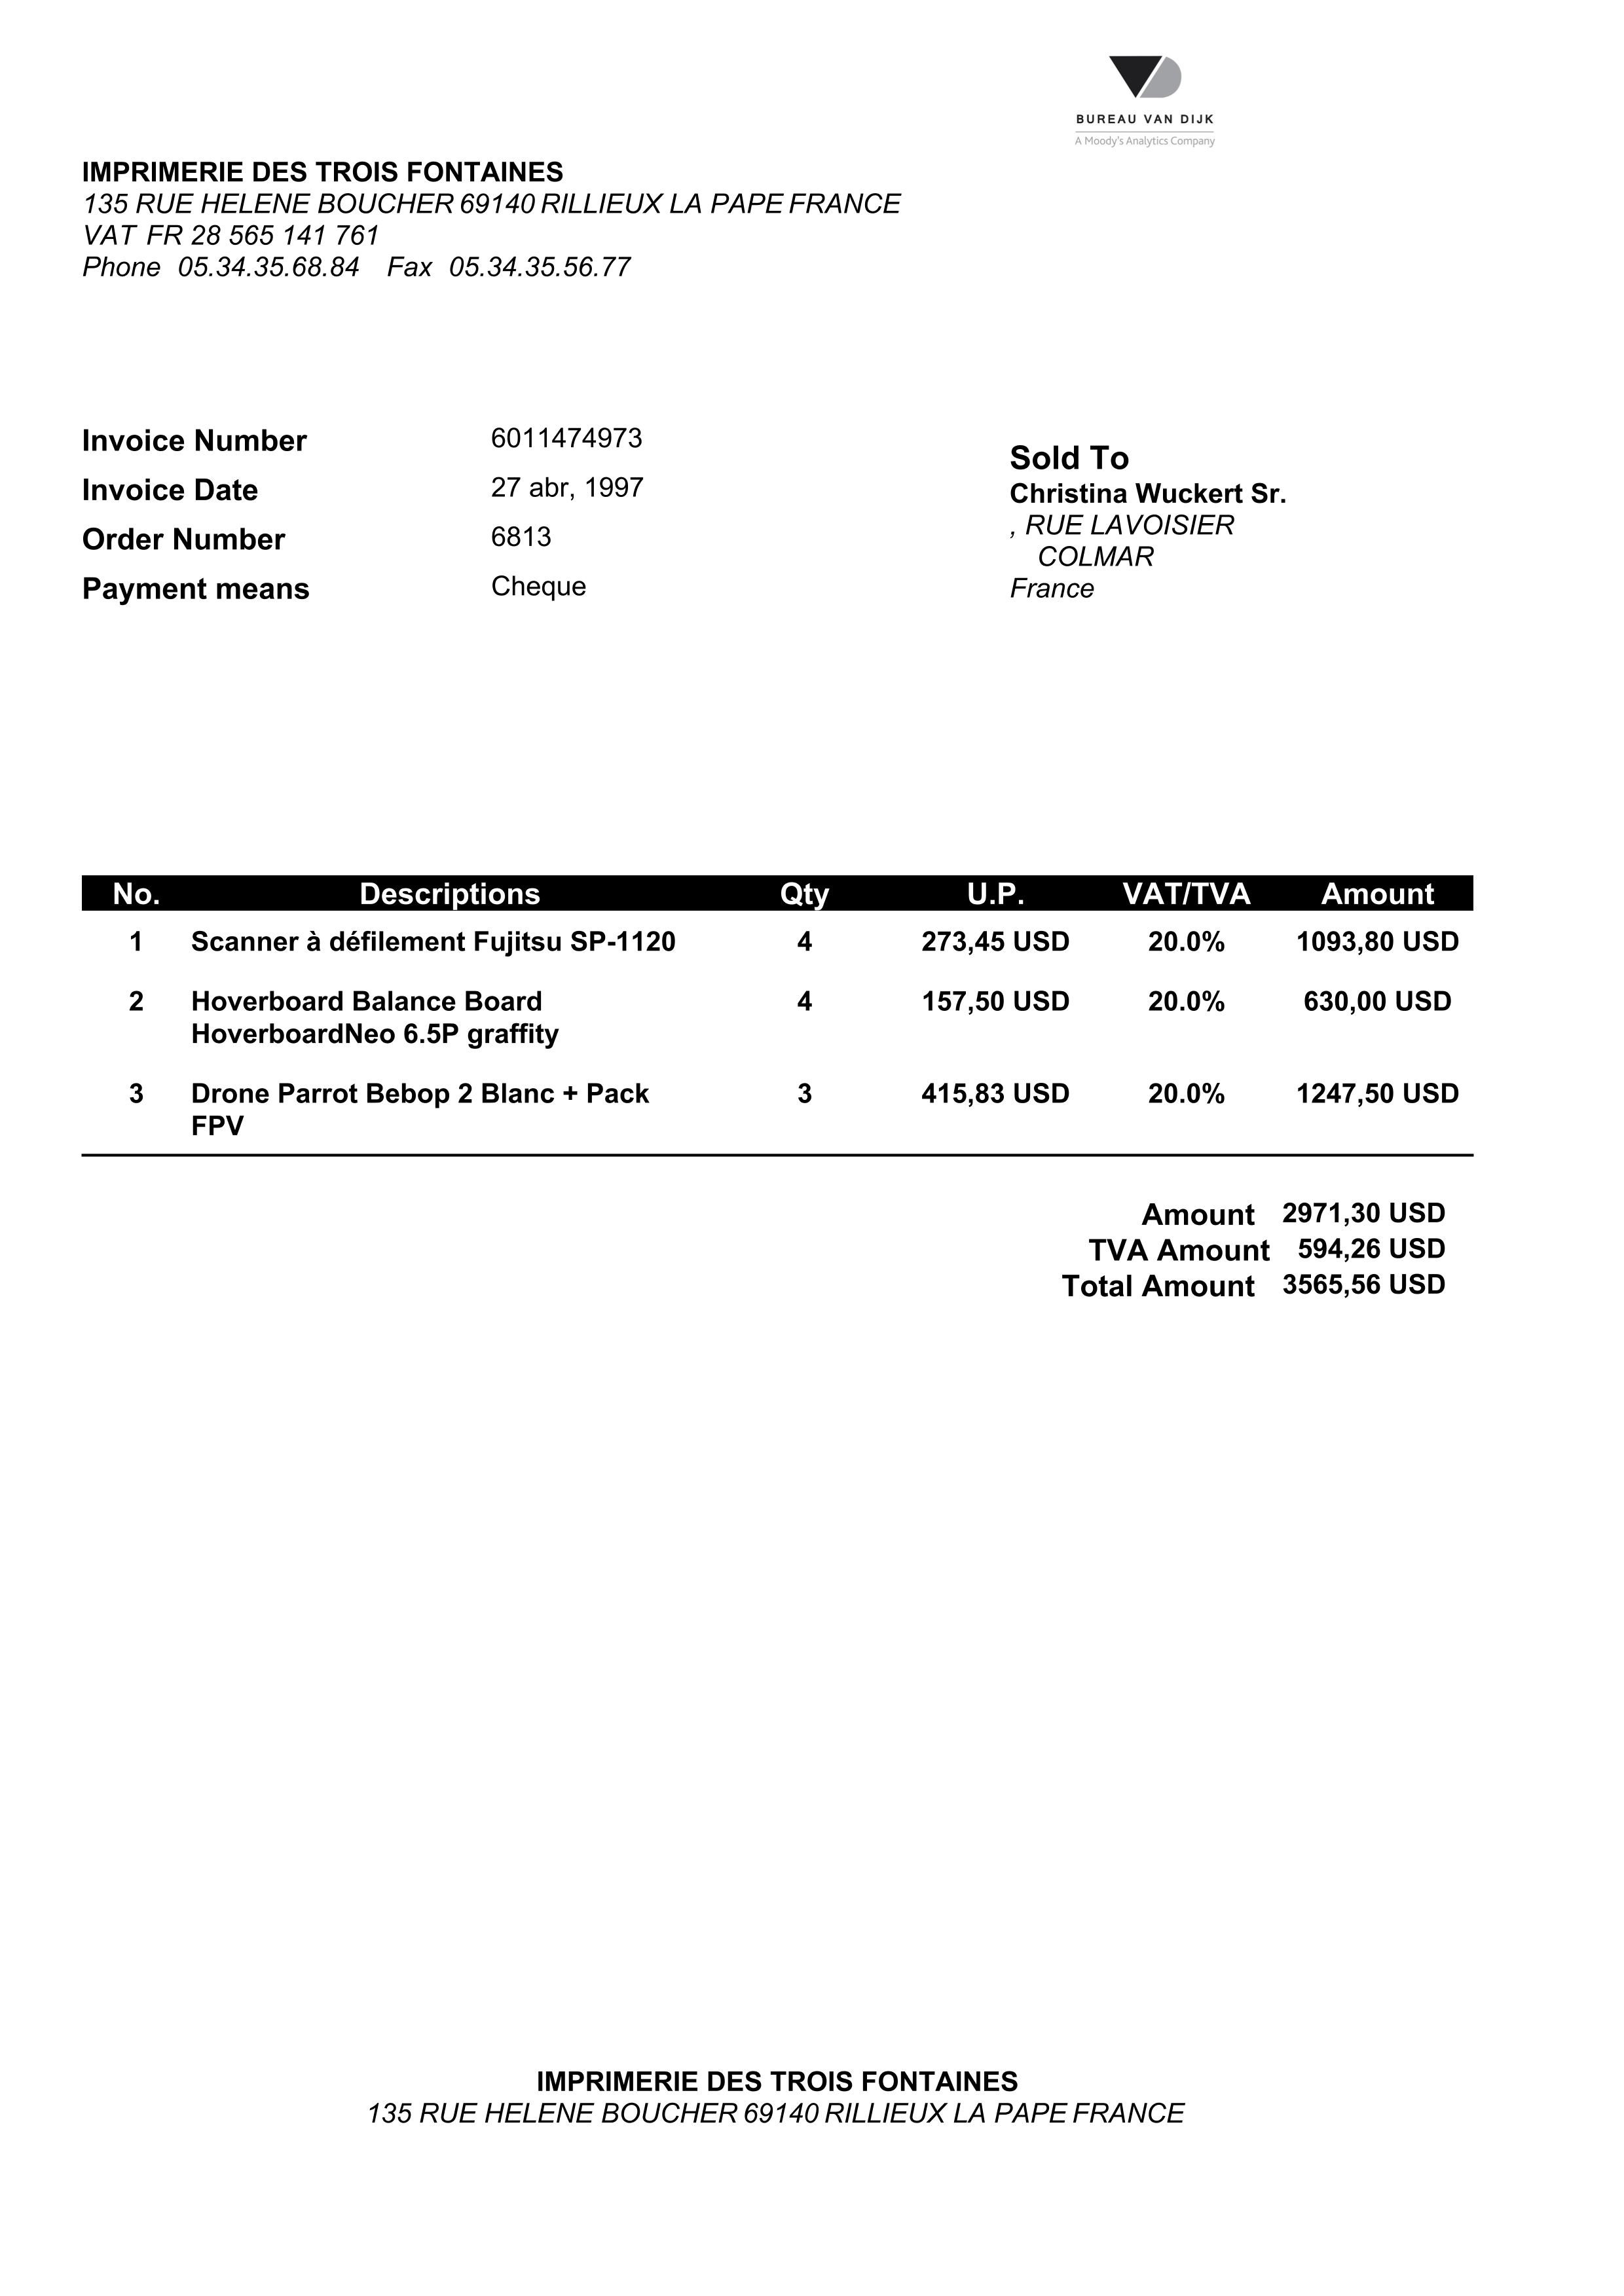 BUREAU VAN DIJK
A Moody's Analytics Company
IMPRIMERIE DES TROIS FONTAINES
135 RUE HELENE BOUCHER 69140 RILLIEUX LA PAPE FRANCE
VAT FR 28 565 141 761
Phone 05.34.35.68.84 Fax 05.34.35.56.77
Invoice Number 6011474973
Invoice Date 27 abr, 1997
Order Number 6813
Payment means Cheque
Sold To
Christina Wuckert Sr.
, RUE LAVOISIER
COLMAR
France
No. Descriptions Qty U.P. VAT/TVA Amount
1 Scanner à défilement Fujitsu SP-1120 4 273,45 USD 20.0% 1093,80 USD
2 Hoverboard Balance Board 4 157,50 USD 20.0% 630,00 USD
HoverboardNeo 6.5P graffity
3 Drone Parrot Bebop 2 Blanc + Pack 3 415,83 USD 20.0% 1247,50 USD
FPV
Amount 2971,30 USD
TVA Amount 594,26 USD
Total Amount 3565,56 USD
IMPRIMERIE DES TROIS FONTAINES
135 RUE HELENE BOUCHER 69140 RILLIEUX LA PAPE FRANCE